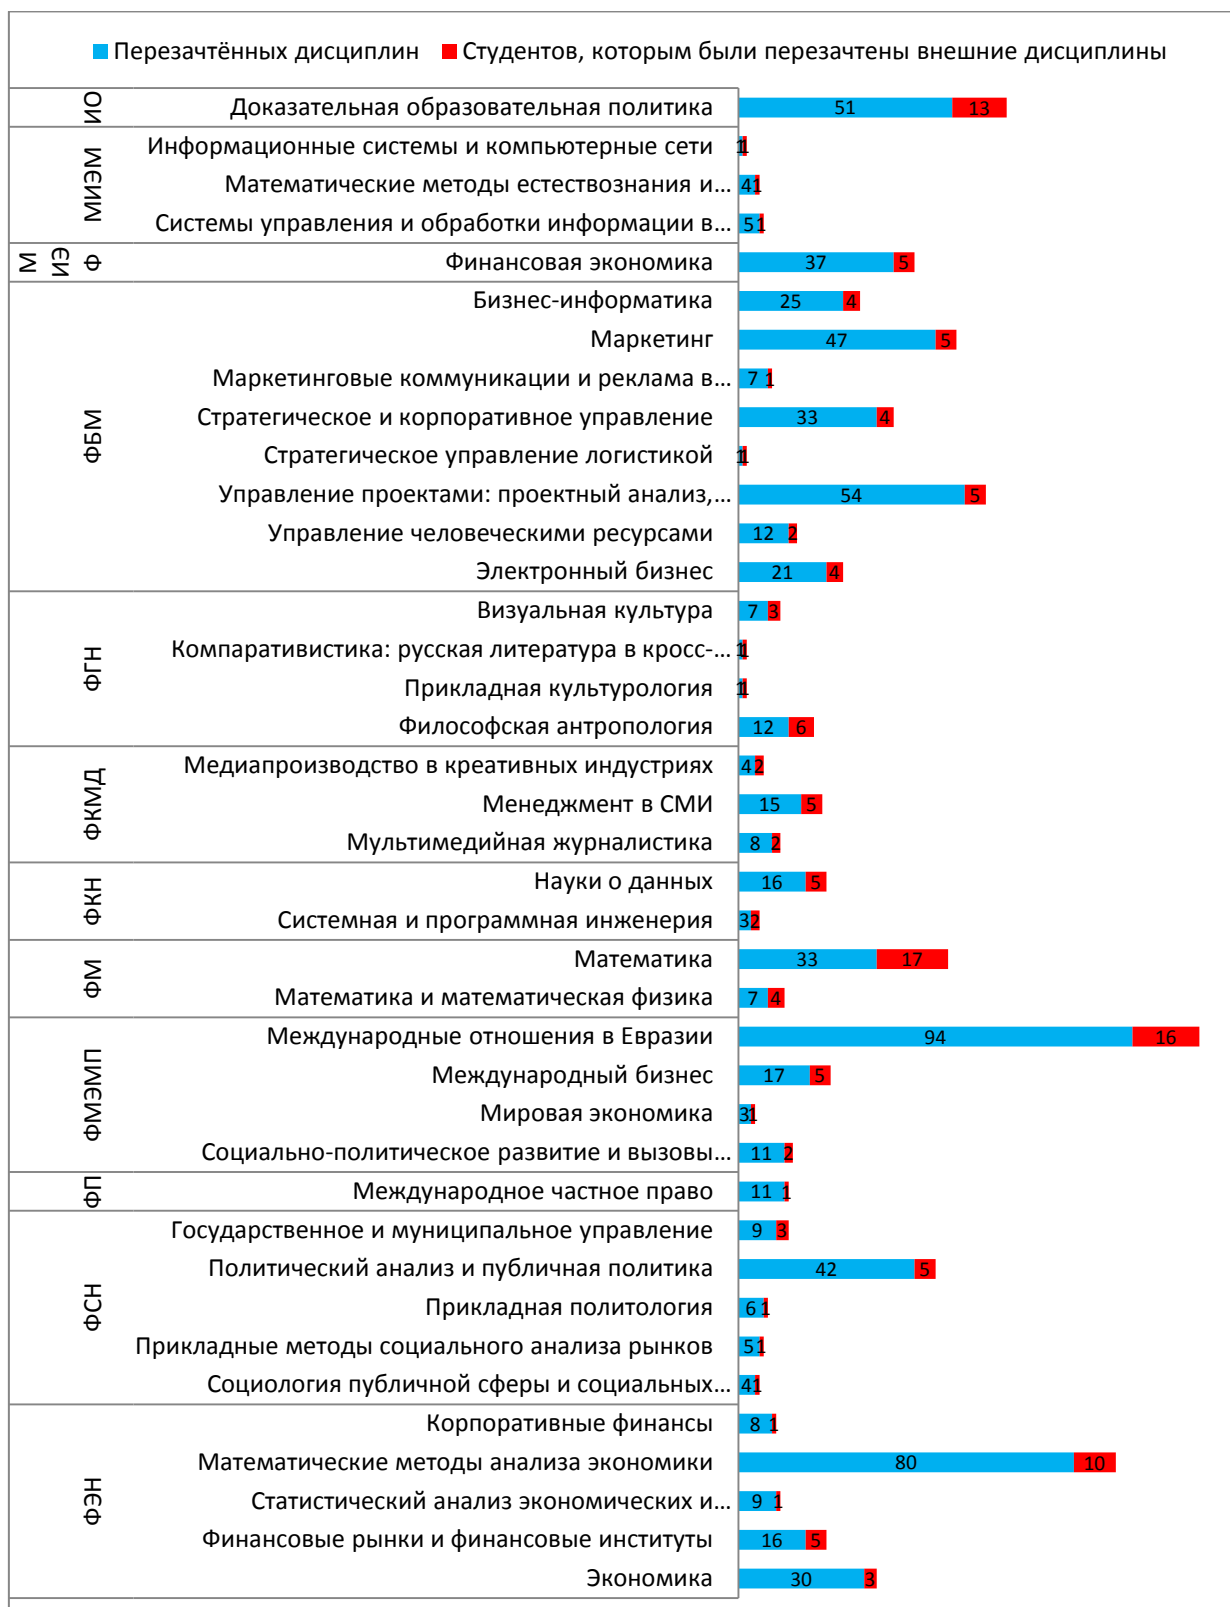 Перезачтённых дисциплин Студентов, которым были перезачтены внешние дисциплины
ИО
Доказательная образовательная политика 51 13
МИЭМ
Информационные системы и компьютерные сети 1 1
Математические методы естествознания и... 4 1
Системы управления и обработки информации в... 5 1
МИЭФ
Финансовая экономика 37 5
ФБМ
Бизнес-информатика 25 4
Маркетинг 47 5
Маркетинговые коммуникации и реклама в... 7 1
Стратегическое и корпоративное управление 33 4
Стратегическое управление логистикой 1 1
Управление проектами: проектный анализ,... 54 5
Управление человеческими ресурсами 12 2
Электронный бизнес 21 4
ФГН
Визуальная культура 7 3
Компаративистика: русская литература в кросс-... 1 1
Прикладная культурология 1 1
Философская антропология 12 6
ФКМД
Медиапроизводство в креативных индустриях 4 2
Менеджмент в СМИ 15 5
Мультимедийная журналистика 8 2
ФКН
Науки о данных 16 5
Системная и программная инженерия 3 2
ФМ
Математика 33 17
Математика и математическая физика 7 4
ФМЭМП
Международные отношения в Евразии 94 16
Международный бизнес 17 5
Мировая экономика 3 1
Социально-политическое развитие и вызовы... 11 2
ФП
Международное частное право 11 1
ФСН
Государственное и муниципальное управление 9 3
Политический анализ и публичная политика 42 5
Прикладная политология 6 1
Прикладные методы социального анализа рынков 5 1
Социология публичной сферы и социальных... 4 1
ФЭН
Корпоративные финансы 8 1
Математические методы анализа экономики 80 10
Статистический анализ экономических и... 9 1
Финансовые рынки и финансовые институты 16 5
Экономика 30 3